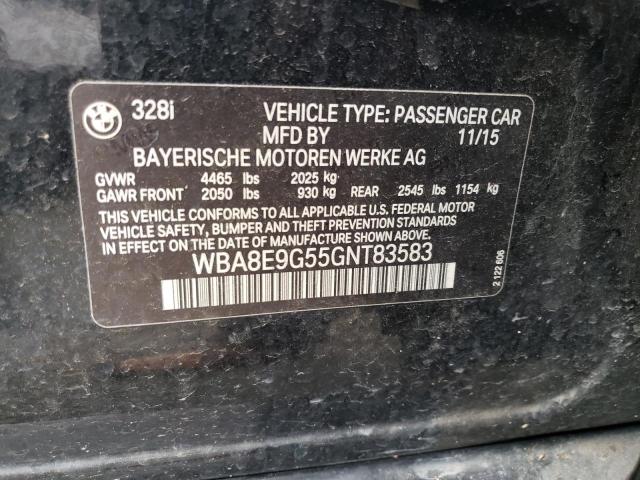 BMW
328i VEHICLE TYPE: PASSENGER CAR
MFD BY 11/15
BAYERISCHE MOTOREN WERKE AG
GVWR 4465 lbs 2025 kg
GAWR FRONT 2050 lbs 930 kg REAR 2545 lbs 1154 kg
THIS VEHICLE CONFORMS TO ALL APPLICABLE U.S. FEDERAL MOTOR
VEHICLE SAFETY, BUMPER, AND THEFT PREVENTION STANDARDS
IN EFFECT ON THE DATE OF MANUFACTURE SHOWN ABOVE.
WBA8E9G55GNT83583
2 122 606